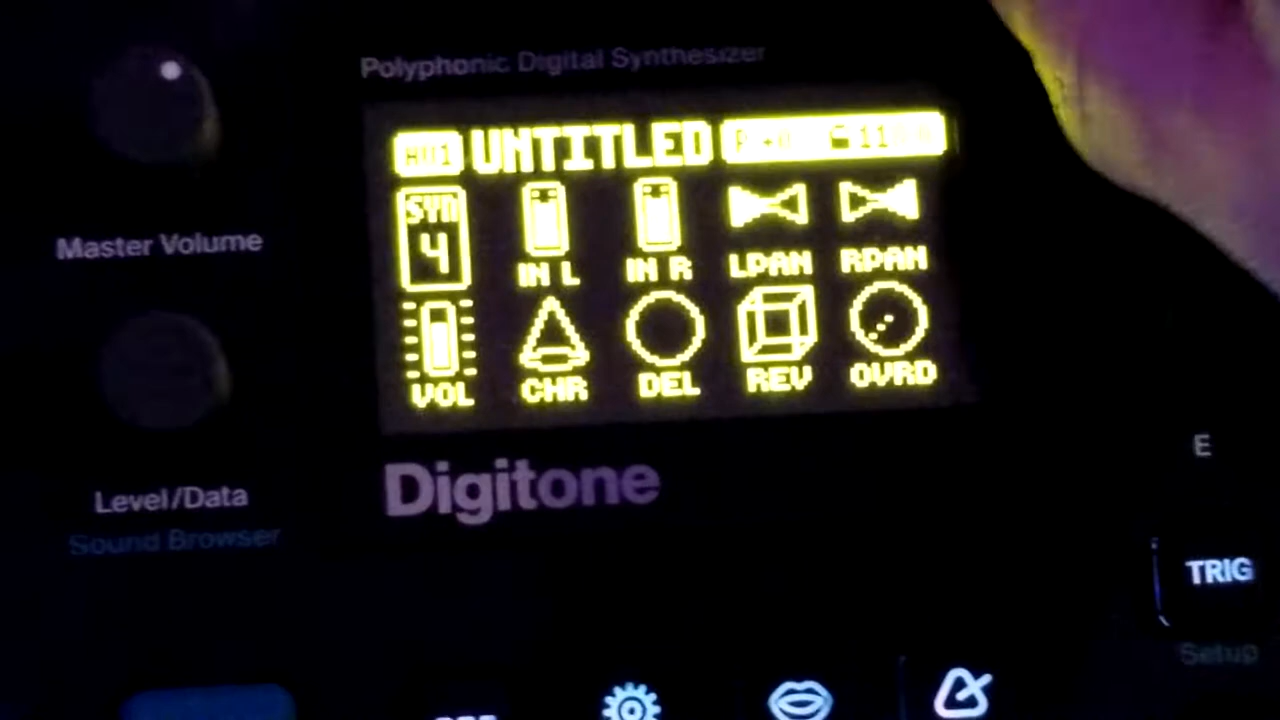 Polyphonic Digital Synthesizer
UNTITLED
SYN
4
IN L IN R LPAN RPAN
Master Volume
VOL CHR DEL REV OVRD
E
Digitone
Level/Data
Sound Browser
TRIG
Setup